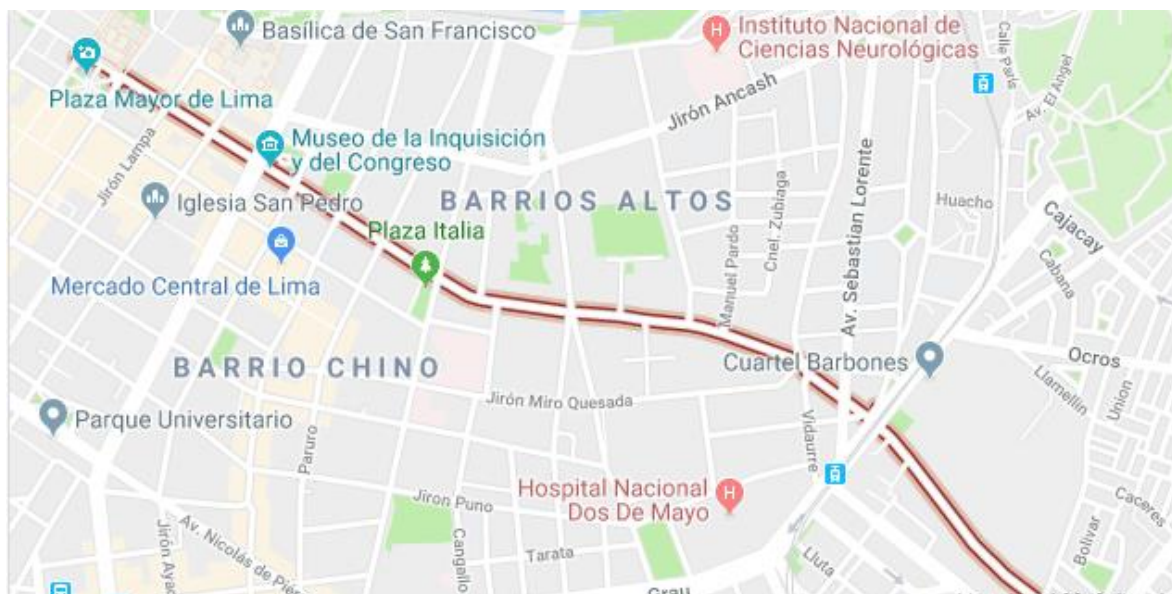 Basílica de San Francisco
Instituto Nacional de
Ciencias Neurológicas
Calle París
Av. El Angel
Plaza Mayor de Lima
Jirón Ancash
Jirón Lampa
Museo de la Inquisición
y del Congreso
Iglesia San Pedro
BARRIOS ALTOS
Plaza Italia
Cnel. Zubiaga
Av. Sebastian Lorente
Huacho
Cajacay
Cabana
Mercado Central de Lima
Manuel Pardo
BARRIO CHINO
Cuartel Barbones
Ocros
Llamellin
Union
Jirón Miro Quesada
Parque Universitario
Paruro
Vidaurre
Hospital Nacional
Dos De Mayo
H
H
Jiron Puno
Caceres
Bolivar
Av. Nicolás de
Jirón
Cangallo
Tarata
Lluta
Grau